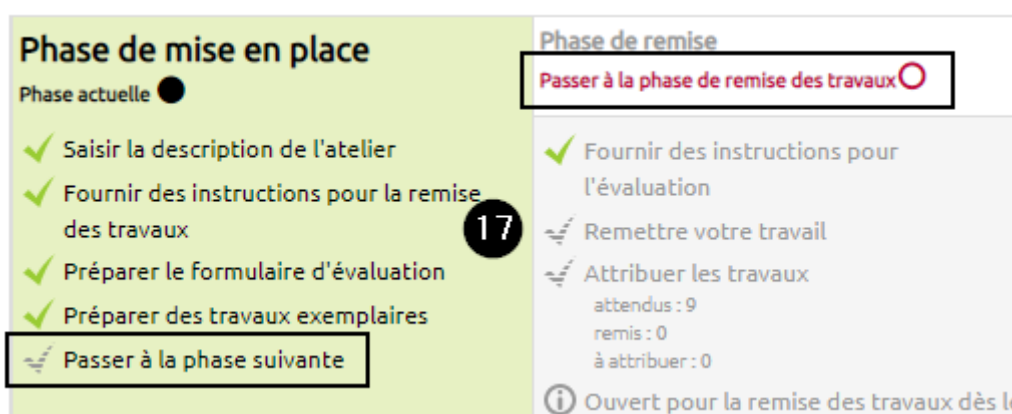 Phase de mise en place
Phase actuelle
Saisir la description de l'atelier
Fournir des instructions pour la remise
des travaux
Préparer le formulaire d'évaluation
Préparer des travaux exemplaires
Passer à la phase suivante
17
Phase de remise
Passer à la phase de remise des travaux
Fournir des instructions pour
l'évaluation
Remettre votre travail
Attribuer les travaux
attendus : 9
remis : 0
à attribuer : 0
Ouvert pour la remise des travaux dès